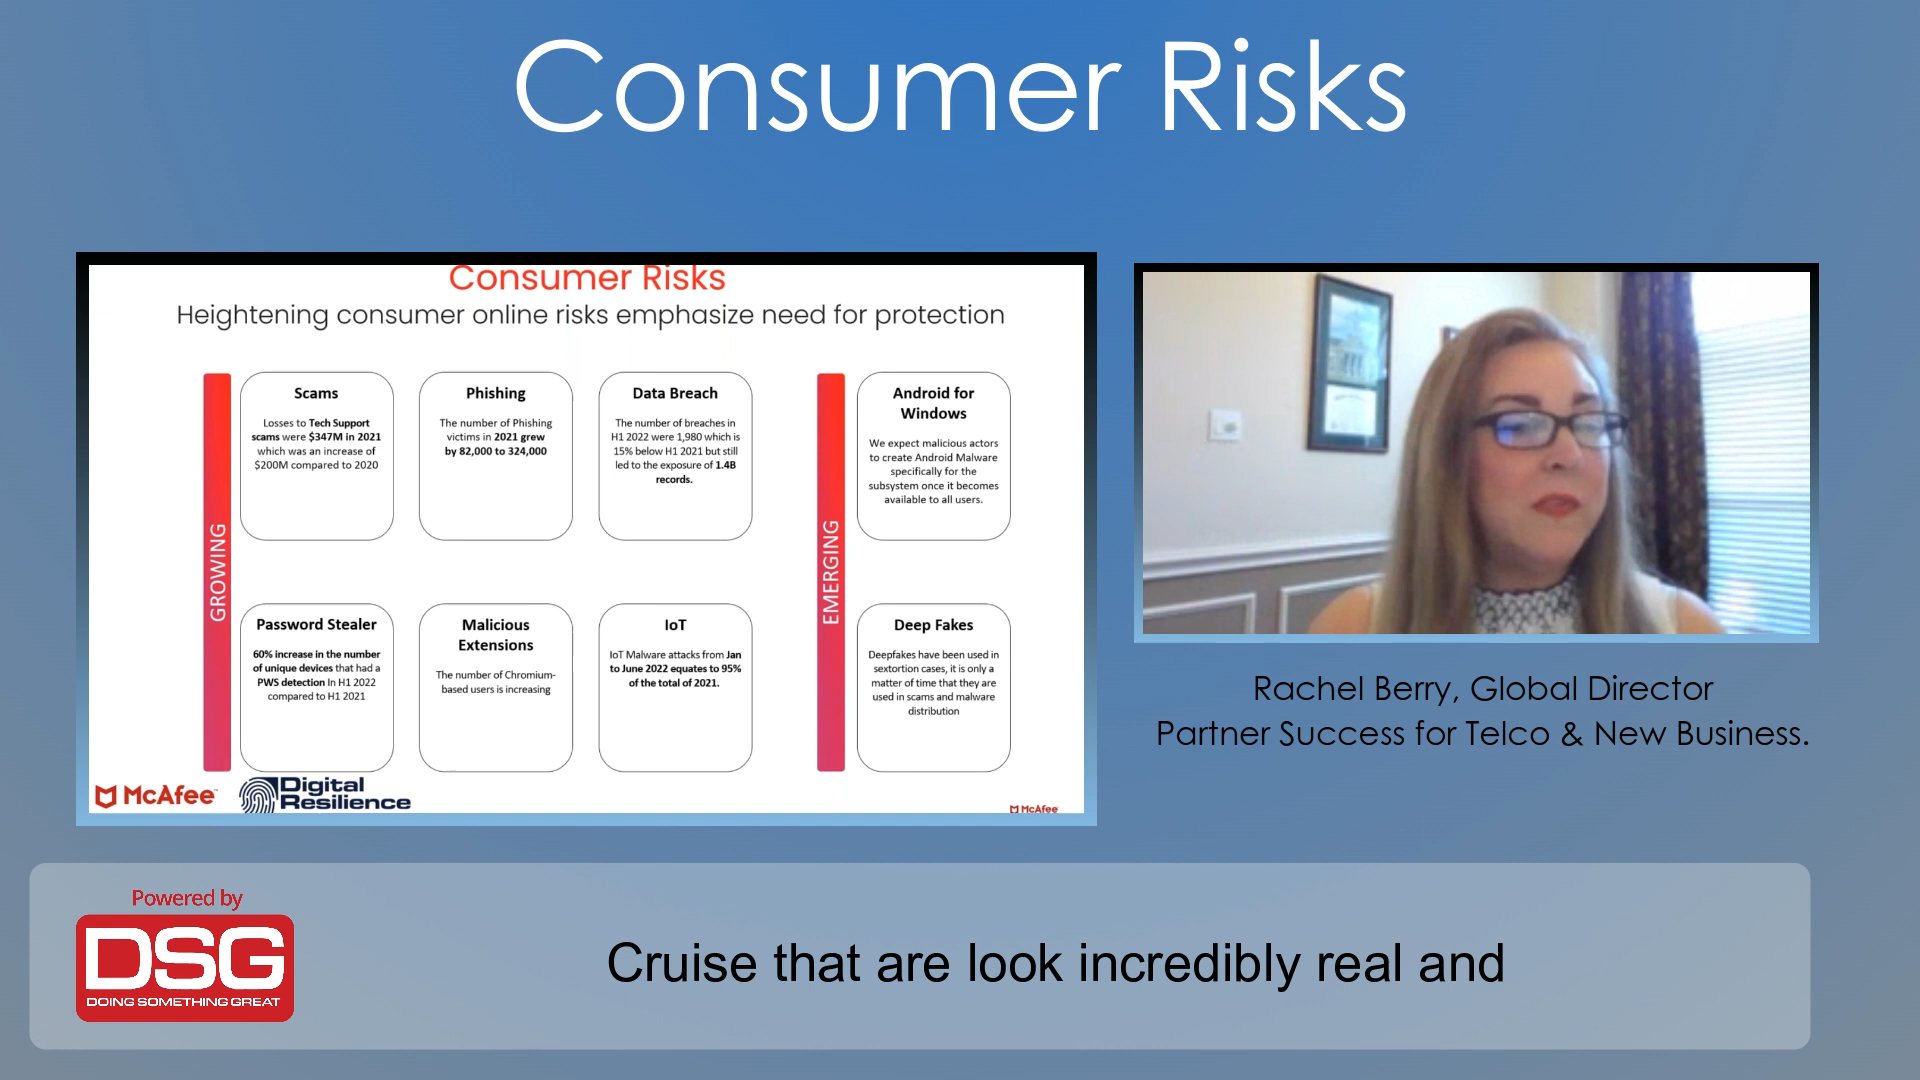 Consumer Risks
Consumer Risks
Heightening consumer online risks emphasize need for protection
GROWING
Scams
Losses to Tech Support
scams were $347M in 2021
which was an increase of
$200M compared to 2020
Phishing
The number of Phishing
victims in 2021 grew
by 82,000 to 324,000
Data Breach
The number of breaches in
H1 2022 were 1,980 which is
15% below H1 2021 but still
led to the exposure of 1.4B
records.
Password Stealer
60% increase in the number
of unique devices that had a
PWS detection In H1 2022
compared to H1 2021
Malicious
Extensions
The number of Chromium-
based users is increasing
IoT
IoT Malware attacks from Jan
to June 2022 equates to 95%
of the total of 2021.
EMERGING
Android for
Windows
We expect malicious actors
to create Android Malware
specifically for the
subsystem once it becomes
available to all users.
Deep Fakes
Deepfakes have been used in
sextortion cases, it is only a
matter of time that they are
used in scams and malware
distribution
McAfee™
Digital
Resilience
McAfee
Rachel Berry, Global Director
Partner Success for Telco & New Business.
Powered by
DSG
DOING SOMETHING GREAT
Cruise that are look incredibly real and